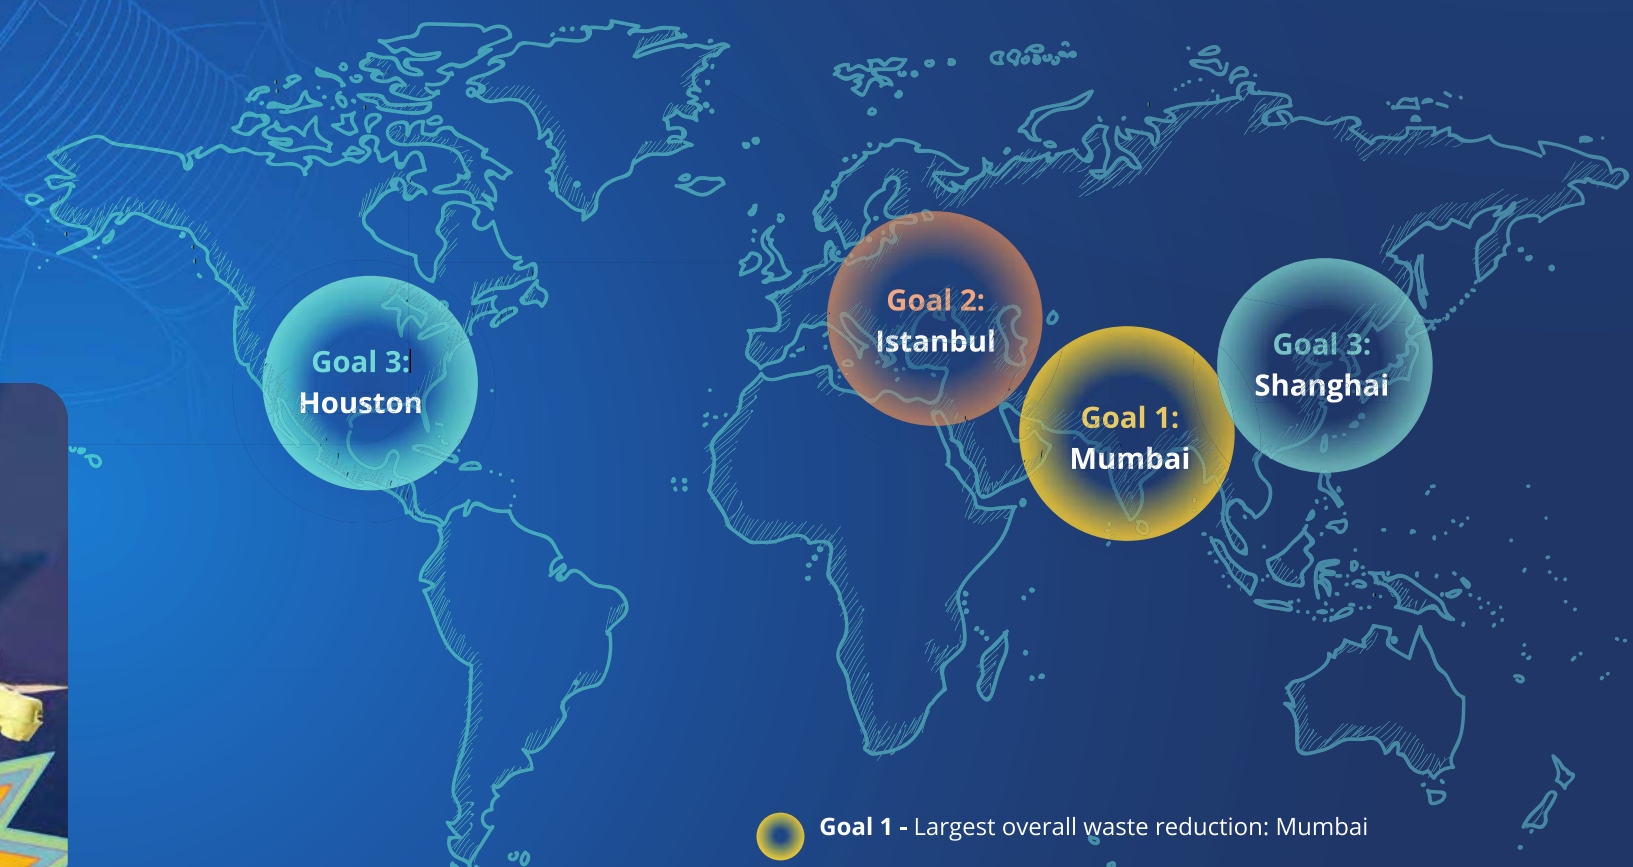 Goal 2:
Istanbul
Goal 3:
Shanghai
Goal 3:
Houston
Goal 1:
Mumbai
Goal 1 - Largest overall waste reduction: Mumbai